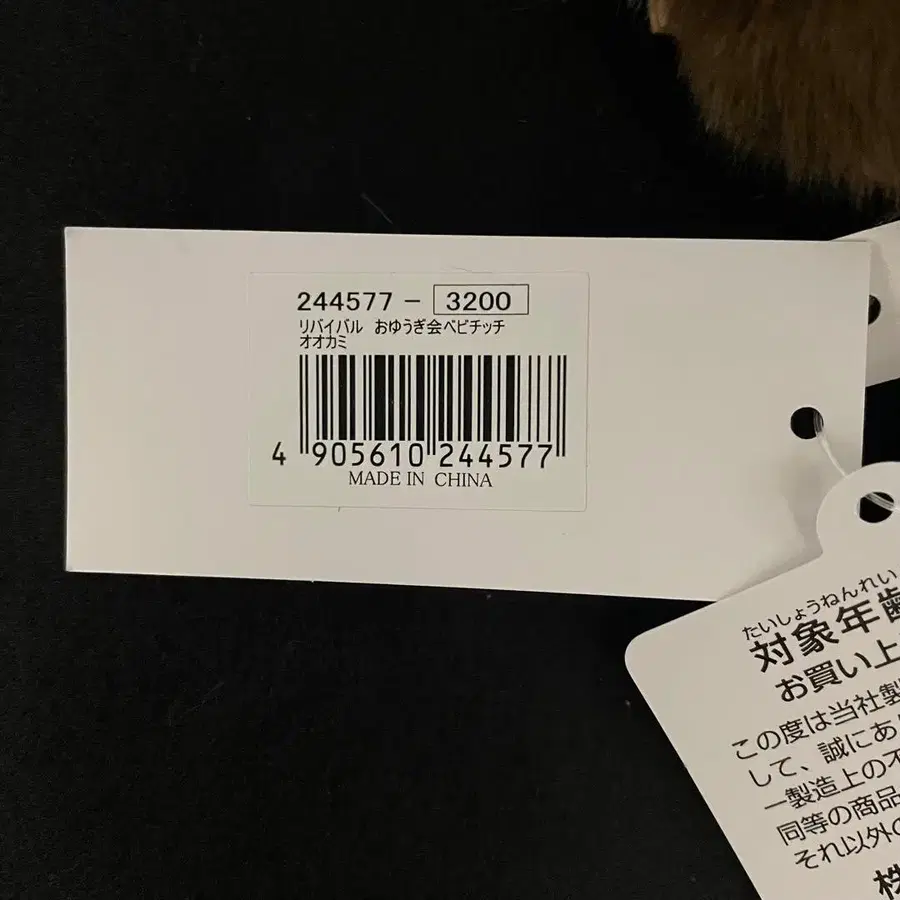 244577 - 3200
リバイバル おゆうぎ会ベビチッチ
オオカミ
4 905610 244577
MADE IN CHINA
たいしょうねんれい
対象年齢
お買い上
この度は当社製
して、誠にあ
一製造上の不
同等の商品
それ以外の
株